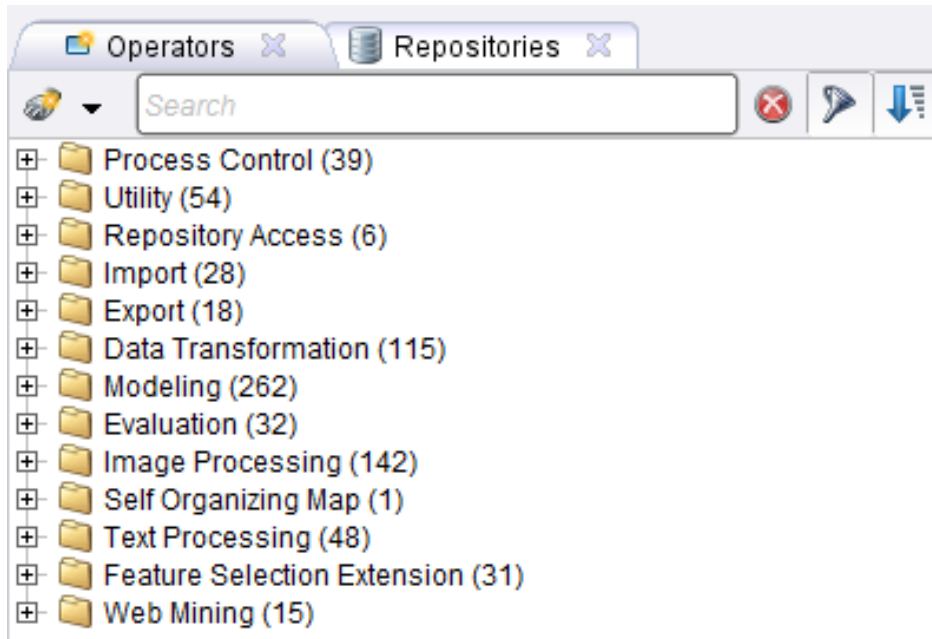 Operators Repositories
Search
Process Control (39)
Utility (54)
Repository Access (6)
Import (28)
Export (18)
Data Transformation (115)
Modeling (262)
Evaluation (32)
Image Processing (142)
Self Organizing Map (1)
Text Processing (48)
Feature Selection Extension (31)
Web Mining (15)